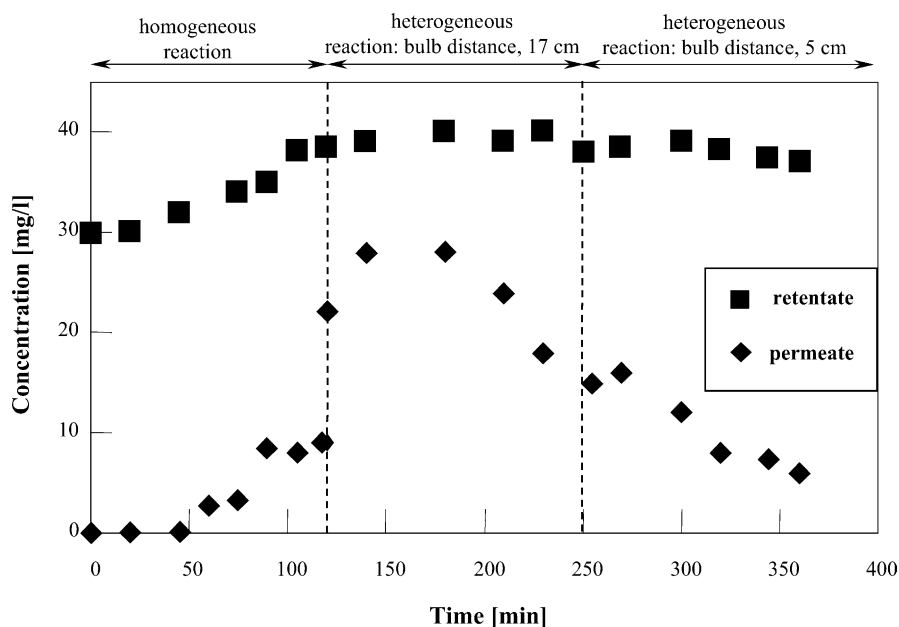 homogeneous
reaction
heterogeneous
reaction: bulb distance, 17 cm
heterogeneous
reaction: bulb distance, 5 cm
Concentration [mg/l]
40
30
20
10
0
retentate
permeate
0 50 100 150 200 250 300 350 400
Time [min]